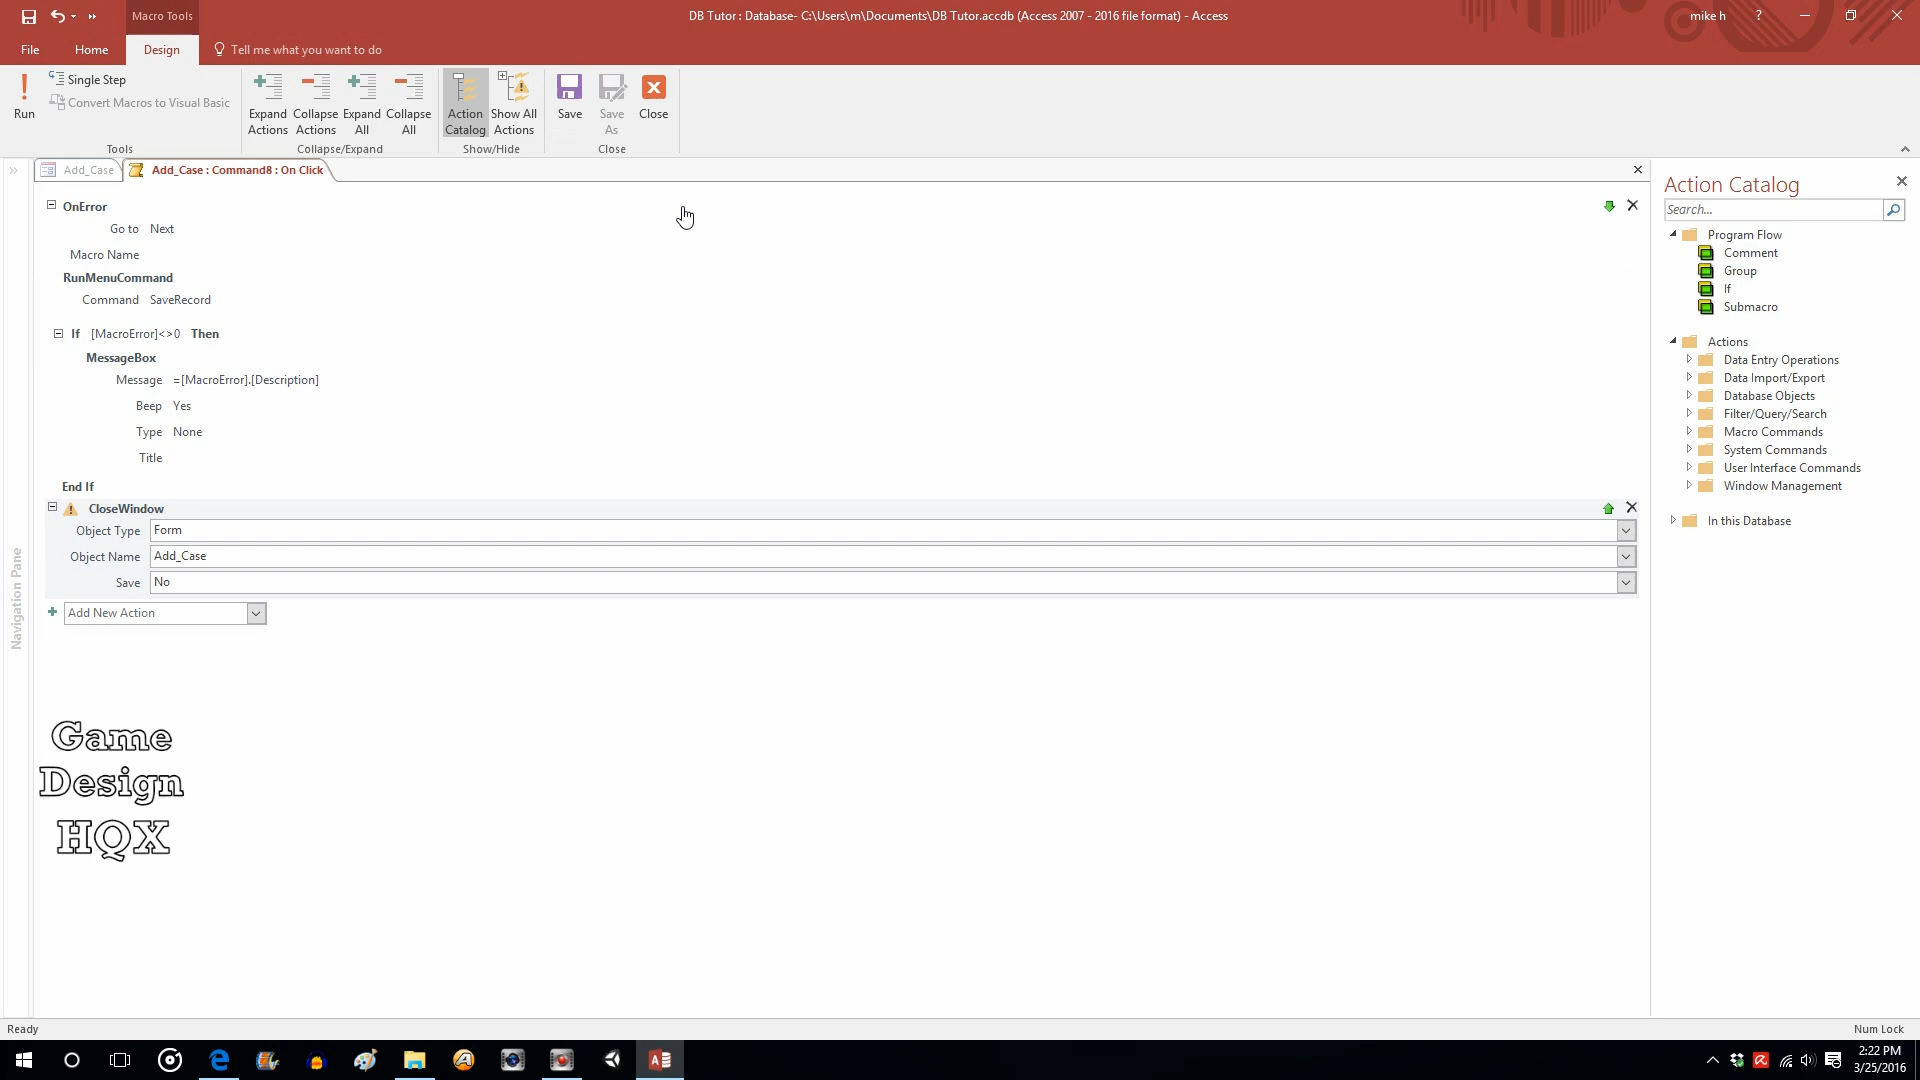 Macro Tools
DB Tutor : Database- C:\Users\m\Documents\DB Tutor.accdb (Access 2007 - 2016 file format) - Access
mike h
?
File
Home
Design
Tell me what you want to do
Run
Single Step
Convert Macros to Visual Basic
Tools
Expand Actions
Collapse Actions
Expand All
Collapse All
Collapse/Expand
Action Catalog
Show All Actions
Show/Hide
Save
Save As
Close
Close
Add_Case
Add_Case : Command8 : On Click
OnError
Go to Next
Macro Name
RunMenuCommand
Command SaveRecord
If [MacroError]<>0 Then
MessageBox
Message =[MacroError].[Description]
Beep Yes
Type None
Title
End If
CloseWindow
Object Type Form
Object Name Add_Case
Save No
Add New Action
Navigation Pane
Game
Design
HQX
Action Catalog
Search...
Program Flow
Comment
Group
If
Submacro
Actions
Data Entry Operations
Data Import/Export
Database Objects
Filter/Query/Search
Macro Commands
System Commands
User Interface Commands
Window Management
In this Database
Ready
Num Lock
2:22 PM
3/25/2016